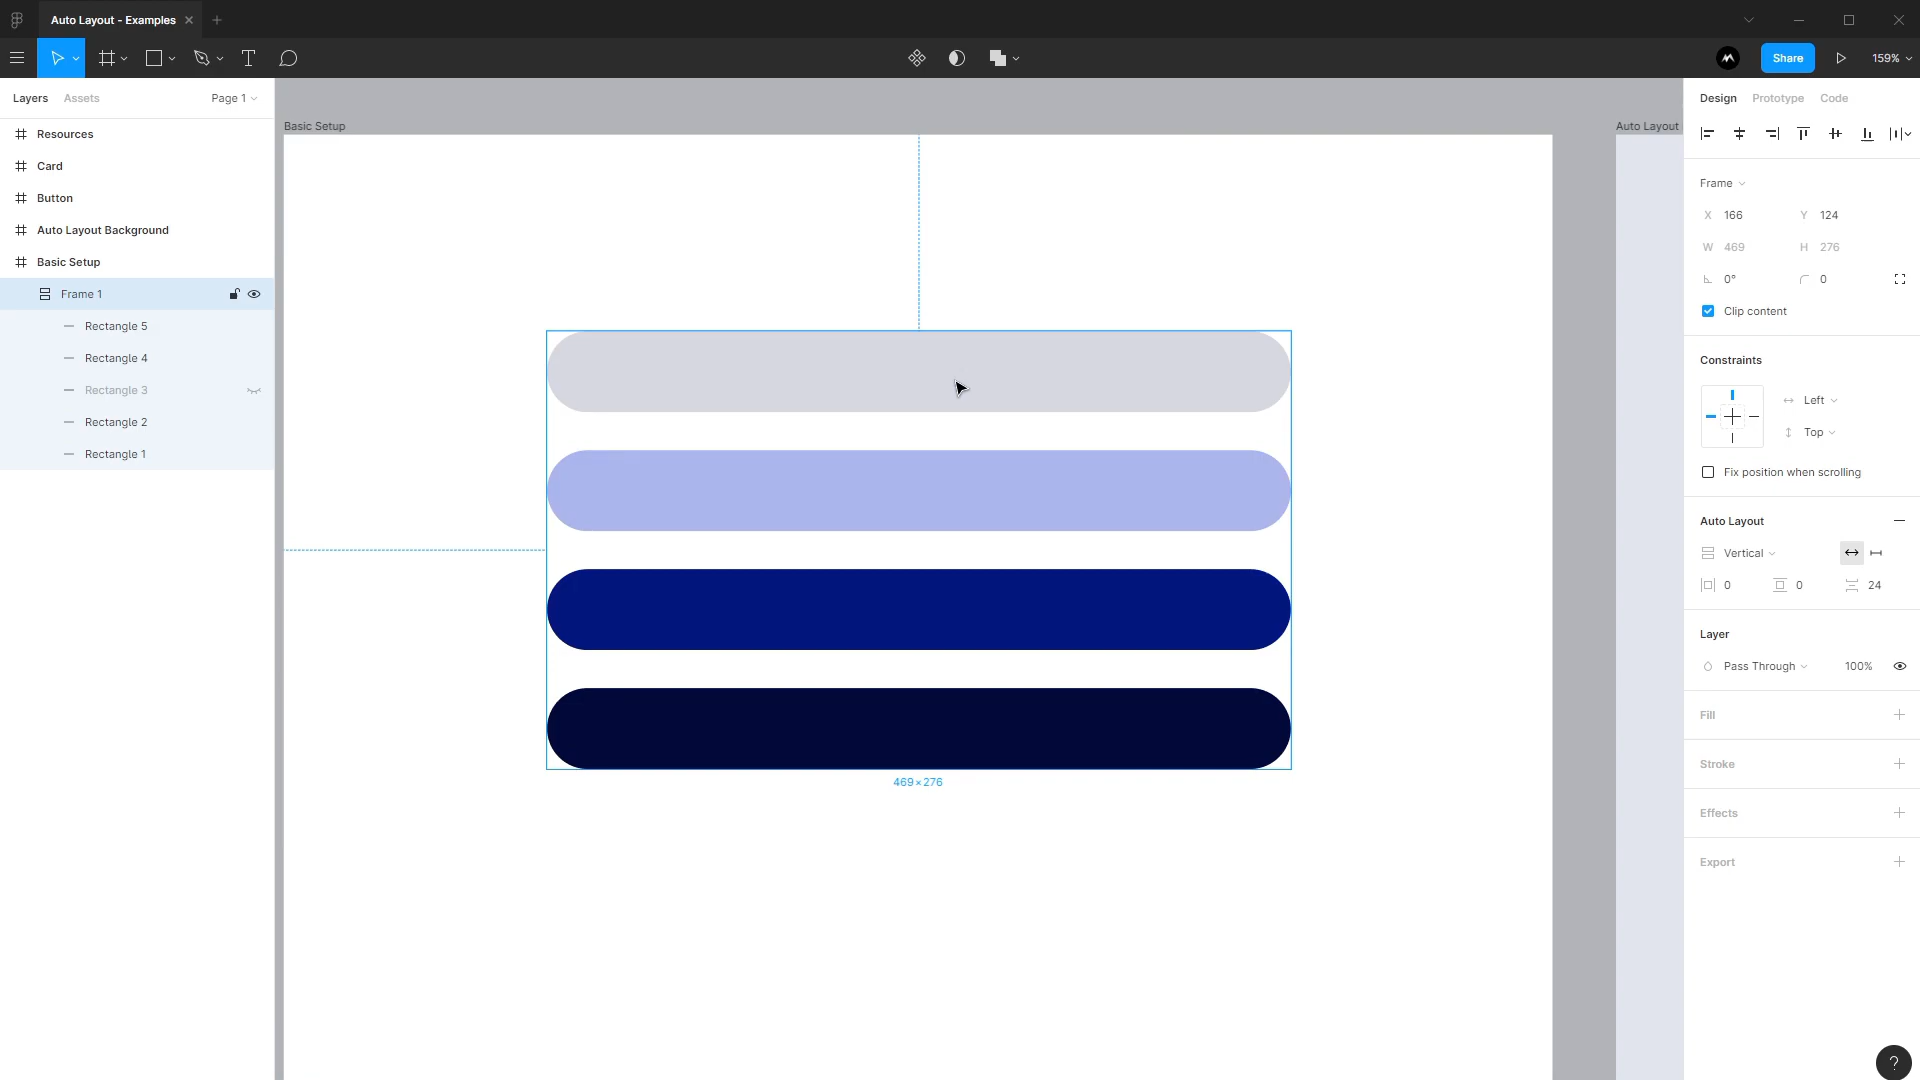 Auto Layout - Examples
Share
159%
Layers Assets Page 1
Resources
Card
Button
Auto Layout Background
Basic Setup
Frame 1
Rectangle 5
Rectangle 4
Rectangle 3
Rectangle 2
Rectangle 1
Basic Setup
469 × 276
Auto Layout
Design Prototype Code
Frame
X 166 Y 124
W 469 H 276
0° 0
Clip content
Constraints
Left
Top
Fix position when scrolling
Auto Layout
Vertical
0 0 24
Layer
Pass Through 100%
Fill
Stroke
Effects
Export
?